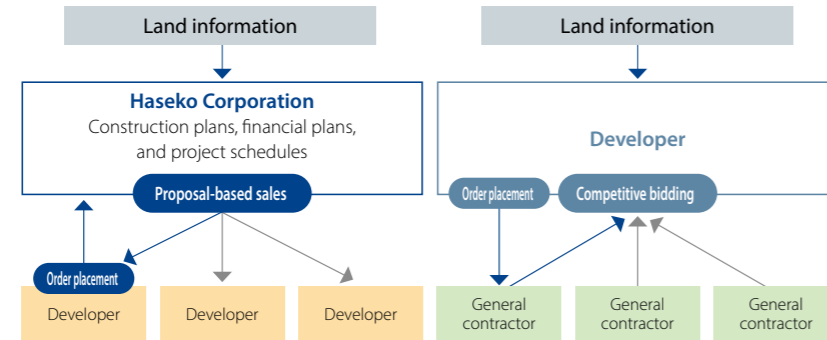 Land information
Haseko Corporation
Construction plans, financial plans,
and project schedules
Proposal-based sales
Order placement
Developer
Developer
Developer
Land information
Developer
Order placement
Competitive bidding
General
contractor
General
contractor
General
contractor